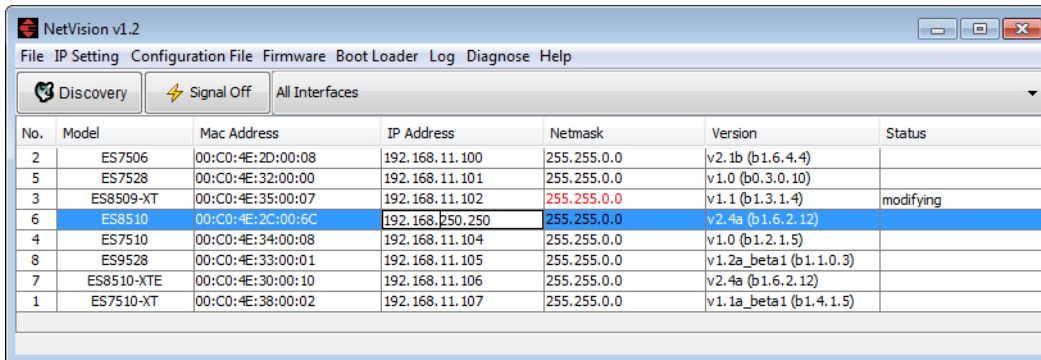 NetVision v1.2
File IP Setting Configuration File Firmware Boot Loader Log Diagnose Help
Discovery Signal Off All Interfaces
No. Model Mac Address IP Address Netmask Version Status
2 ES7506 00:C0:4E:2D:00:08 192.168.11.100 255.255.0.0 v2.1b (b1.6.4.4)
5 ES7528 00:C0:4E:32:00:00 192.168.11.101 255.255.0.0 v1.0 (b0.3.0.10)
3 ES8509-XT 00:C0:4E:35:00:07 192.168.11.102 255.255.0.0 v1.1 (b1.3.1.4) modifying
6 ES8510 00:C0:4E:2C:00:6C 192.168.250.250 255.255.0.0 v2.4a (b1.6.2.12)
4 ES7510 00:C0:4E:34:00:08 192.168.11.104 255.255.0.0 v1.0 (b1.2.1.5)
8 ES9528 00:C0:4E:33:00:01 192.168.11.105 255.255.0.0 v1.2a_beta1 (b1.1.0.3)
7 ES8510-XTE 00:C0:4E:30:00:10 192.168.11.106 255.255.0.0 v2.4a (b1.6.2.12)
1 ES7510-XT 00:C0:4E:38:00:02 192.168.11.107 255.255.0.0 v1.1a_beta1 (b1.4.1.5)